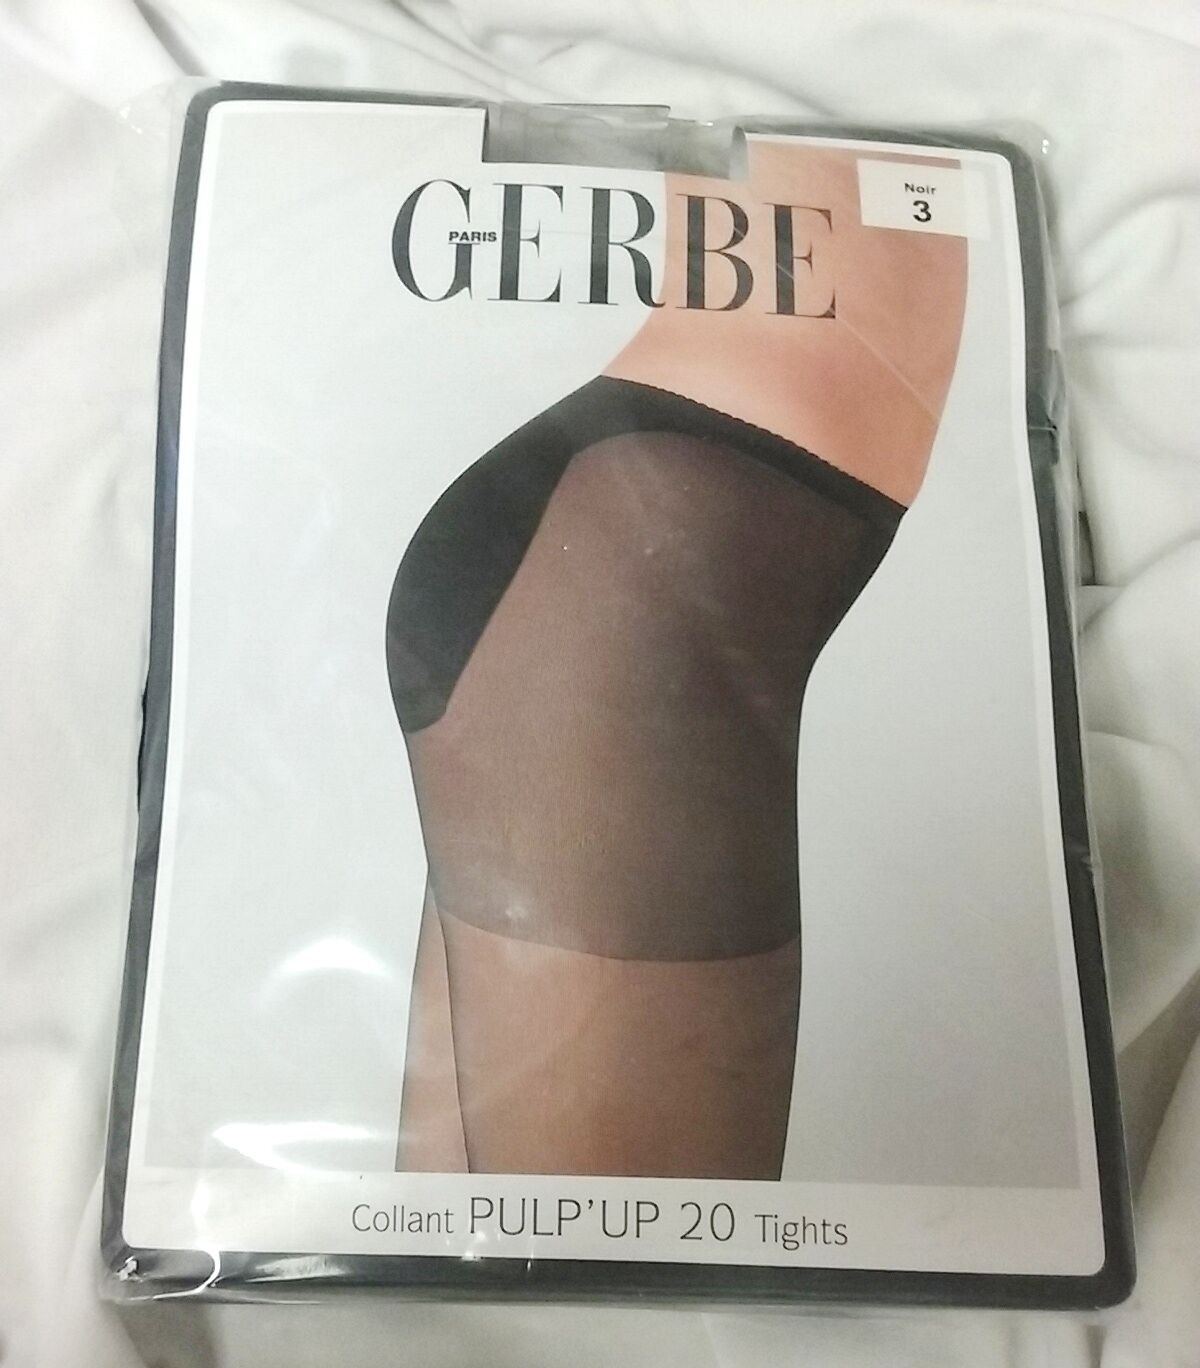 Noir
3
GERBE
PARIS
Collant PULP'UP 20 Tights